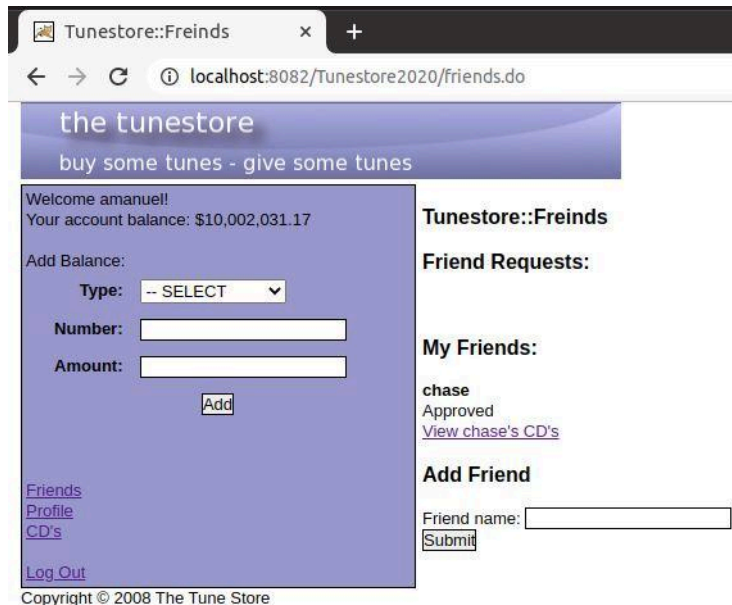 Tunestore::Freinds
localhost:8082/Tunestore2020/friends.do
the tunestore
buy some tunes - give some tunes
Welcome amanuel!
Your account balance: $10,002,031.17
Add Balance:
Type: -- SELECT
Number:
Amount:
Add
Friends
Profile
CD's
Log Out
Tunestore::Freinds
Friend Requests:
My Friends:
chase
Approved
View chase's CD's
Add Friend
Friend name:
Submit
Copyright © 2008 The Tune Store